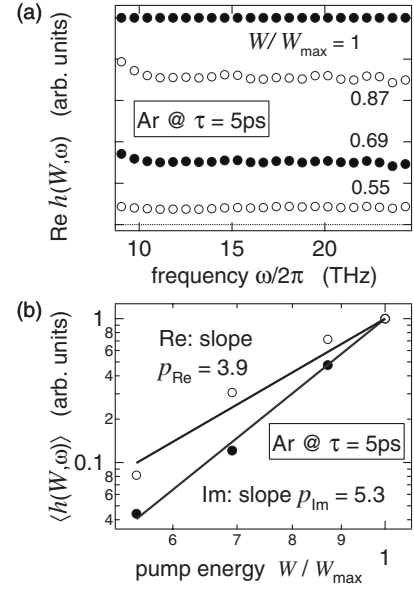 (a)
W/W_max = 1
0.87
Ar @ τ = 5ps
0.69
0.55
Re h(W,ω) (arb. units)
10 15 20
frequency ω/2π (THz)
(b)
1
8
6
4
2
0.1
8
6
4
Re: slope
p_Re = 3.9
Ar @ τ = 5ps
Im: slope p_Im = 5.3
⟨h(W,ω)⟩ (arb. units)
6 7 8 9 1
pump energy W / W_max